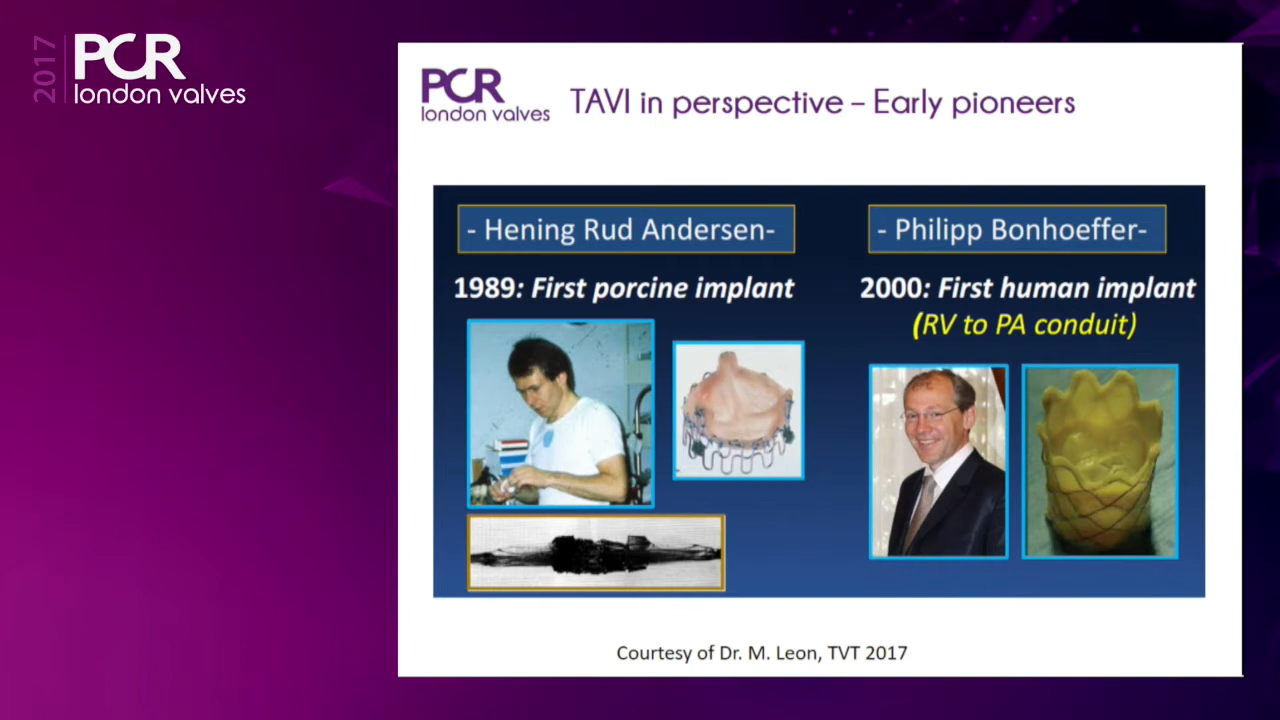 2017
PCR
london valves
PCR
london valves
TAVI in perspective – Early pioneers
- Hening Rud Andersen-
- Philipp Bonhoeffer-
1989: First porcine implant
2000: First human implant
(RV to PA conduit)
Courtesy of Dr. M. Leon, TVT 2017